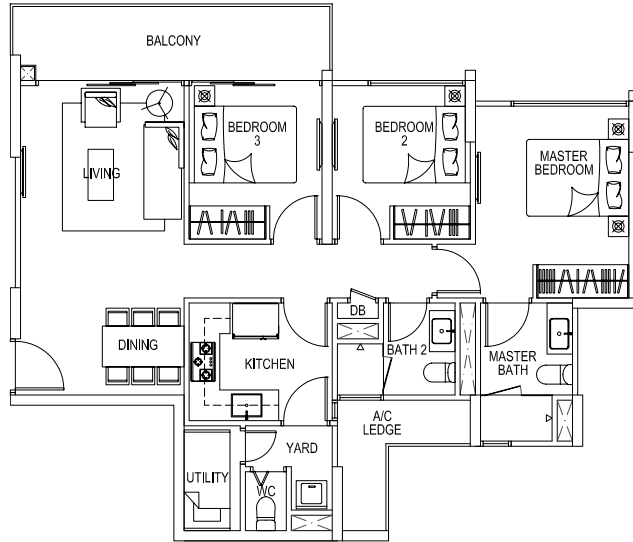 BALCONY
BEDROOM
3
BEDROOM
2
MASTER
BEDROOM
LIVING
DB
DINING
KITCHEN
BATH 2
MASTER
BATH
A/C
LEDGE
YARD
UTILITY
WC